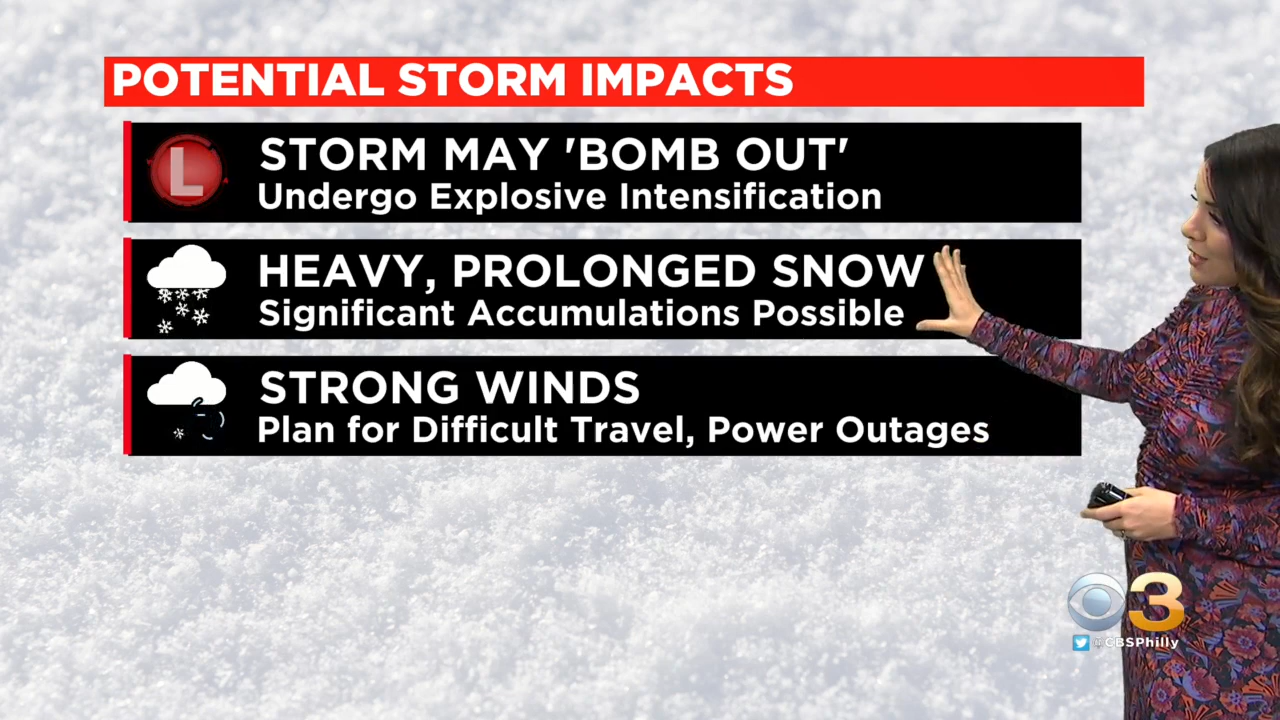 POTENTIAL STORM IMPACTS
L
STORM MAY 'BOMB OUT'
Undergo Explosive Intensification
HEAVY, PROLONGED SNOW
Significant Accumulations Possible
STRONG WINDS
Plan for Difficult Travel, Power Outages
3
@CBSPhilly